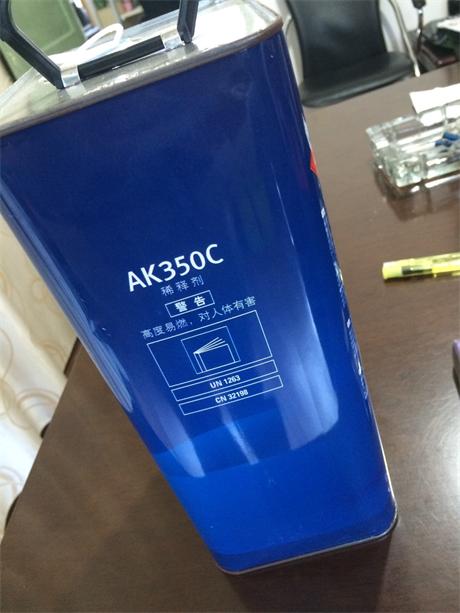 AK350C
稀释剂
警告
高度易燃，对人体有害
UN 1263
CN 32198